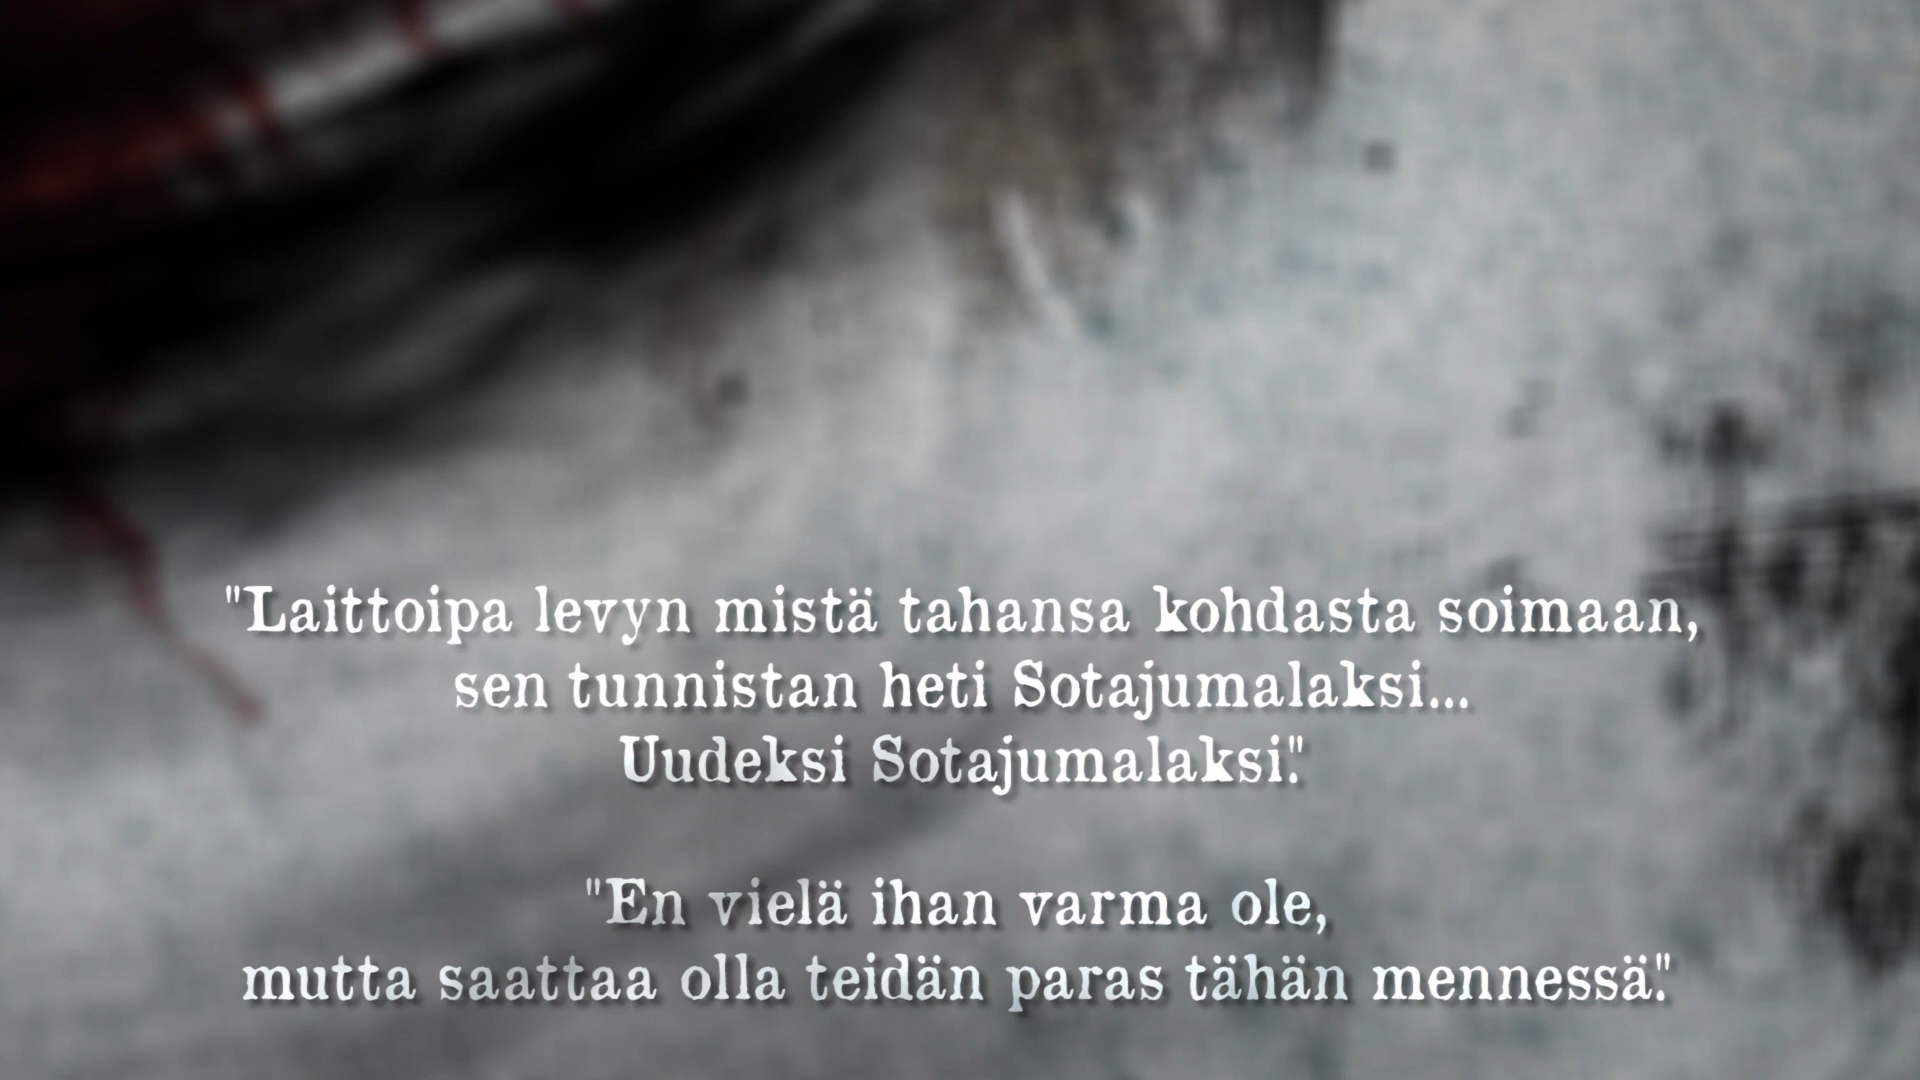 "Laittoipa levyn mistä tahansa kohdasta soimaan,
sen tunnistan heti Sotajumalaksi...
Uudeksi Sotajumalaksi."
"En vielä ihan varma ole,
mutta saattaa olla teidän paras tähän mennessä."